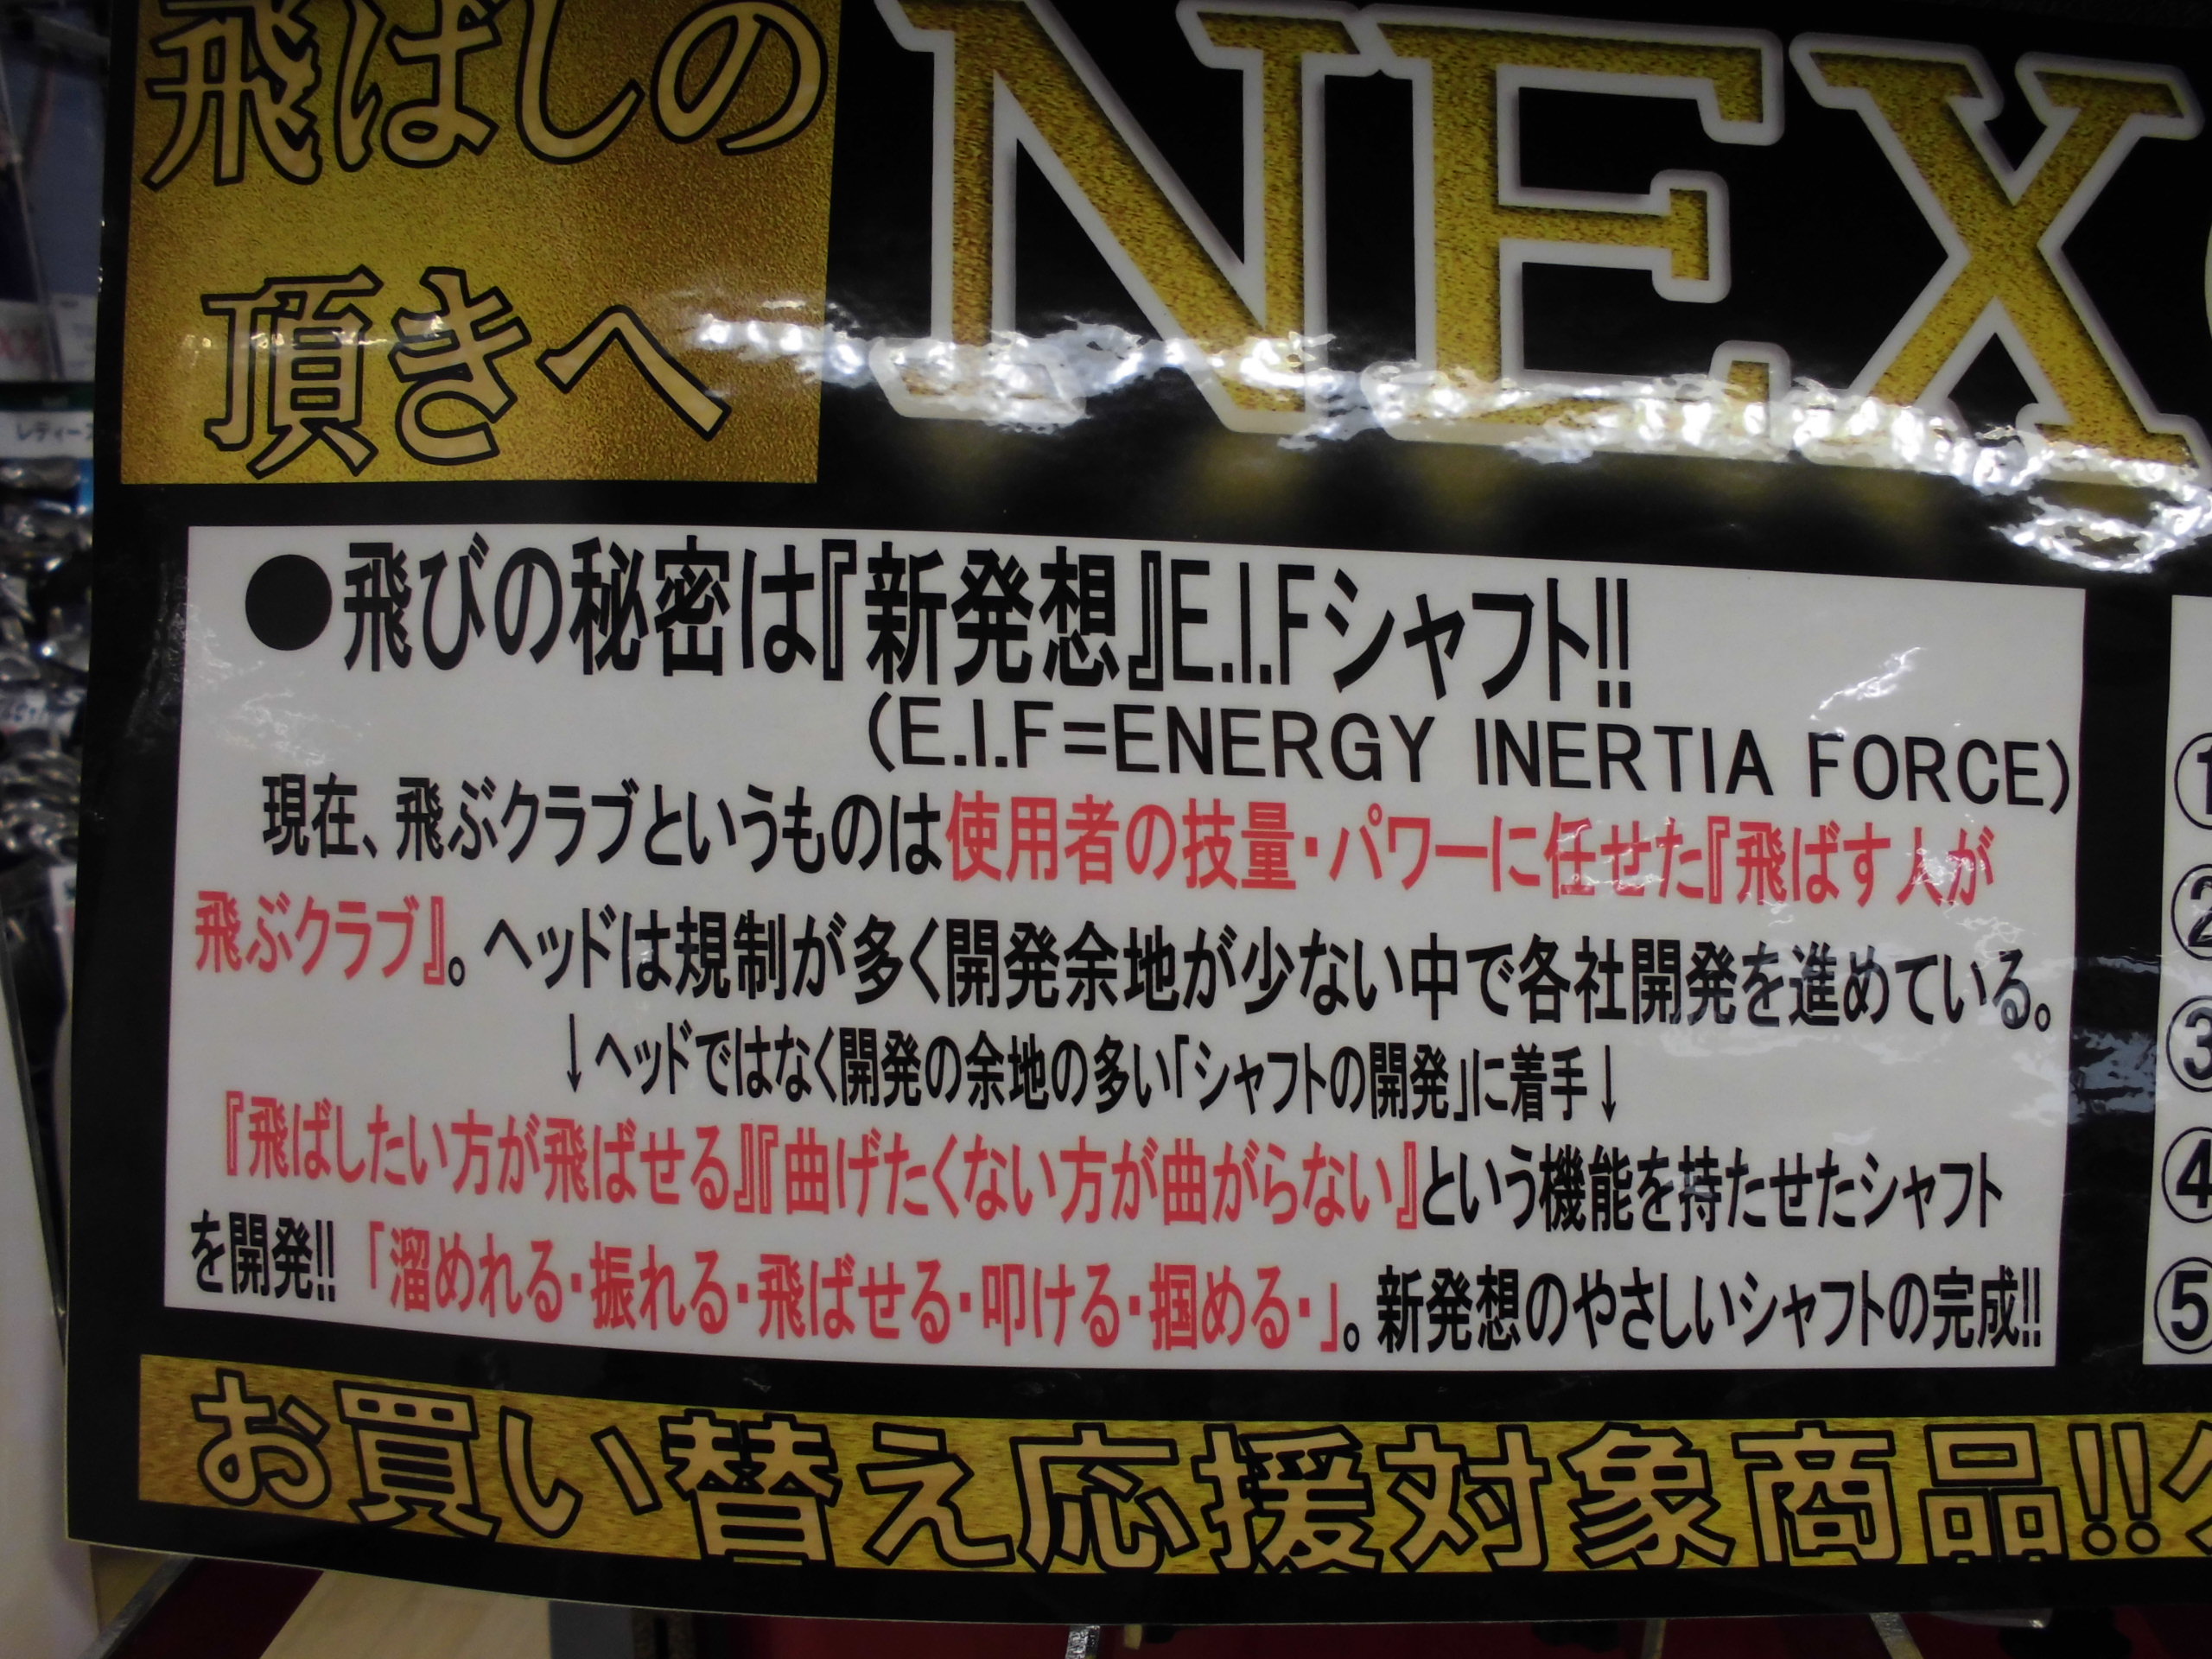 飛ばしの
頂きへ
NEX
●飛びの秘密は『新発想』E.I.Fシャフト!!
(E.I.F=ENERGY INERTIA FORCE)
現在、飛ぶクラブというものは使用者の技量・パワーに任せた『飛ばす人が
飛ぶクラブ』。ヘッドは規制が多く開発余地が少ない中で各社開発を進めている。
↓ヘッドではなく開発の余地の多い「シャフトの開発」に着手↓
『飛ばしたい方が飛ばせる』『曲げたくない方が曲がらない』という機能を持たせたシャフト
を開発!!「溜めれる・振れる・飛ばせる・叩ける・掴める・」。新発想のやさしいシャフトの完成!!
①
②
③
④
⑤
お買い替え応援対象商品!!
レディース